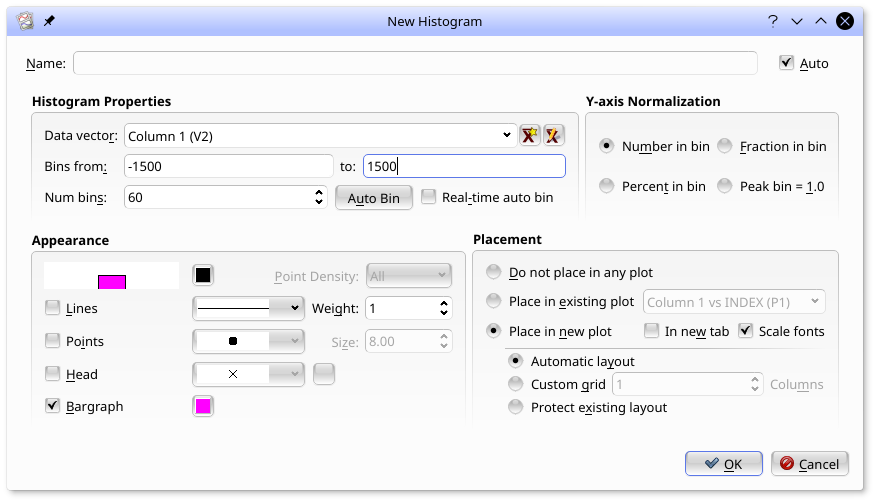 New Histogram
Name: Auto
Histogram Properties
Data vector: Column 1 (V2)
Bins from: -1500 to: 1500
Num bins: 60 Auto Bin Real-time auto bin
Y-axis Normalization
Number in bin Fraction in bin
Percent in bin Peak bin = 1.0
Appearance
Point Density: All
Lines Weight: 1
Points Size: 8.00
Head
Bargraph
Placement
Do not place in any plot
Place in existing plot Column 1 vs INDEX (P1)
Place in new plot In new tab Scale fonts
Automatic layout
Custom grid 1 Columns
Protect existing layout
OK Cancel